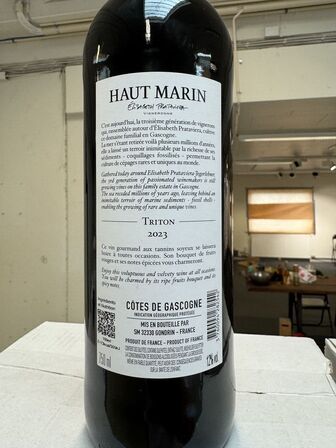 HAUT MARIN
Elisabeth Prataviera
VIGNERONNE
C'est aujourd'hui, la troisième génération de vignerons
qui, rassemblée autour d'Elisabeth Prataviera, cultive
ce domaine familial en Gascogne.
La mer s'étant retirée voilà plusieurs millions d'années,
elle a laissé un terroir inimitable par la richesse de ses
sédiments - coquillages fossilisés - permettant la
culture de cépages rares et uniques au monde.
Gathered today around Elisabeth Prataviera
the 3rd generation of passionated winemakers is still
growing vines on this family estate in Gascogne.
The sea receded millions of years ago, leaving behind an
inimitable terroir of marine sediments - fossil shells -
enabling the growing of rare and unique vines.
TRITON
2023
Ce vin gourmand aux tannins soyeux se laissera
boire à toutes occasions. Son bouquet de fruits
rouges et ses notes épicées vous charmeront.
Enjoy this voluptuous and velvety wine at all occasions.
You will be charmed by its ripe fruits bouquet and its
spicy notes.
CÔTES DE GASCOGNE
INDICATION GÉOGRAPHIQUE PROTÉGÉE
MIS EN BOUTEILLE PAR
SM 32330 GONDRIN - FRANCE
PRODUIT DE FRANCE - PRODUCT OF FRANCE
750 ml
12%